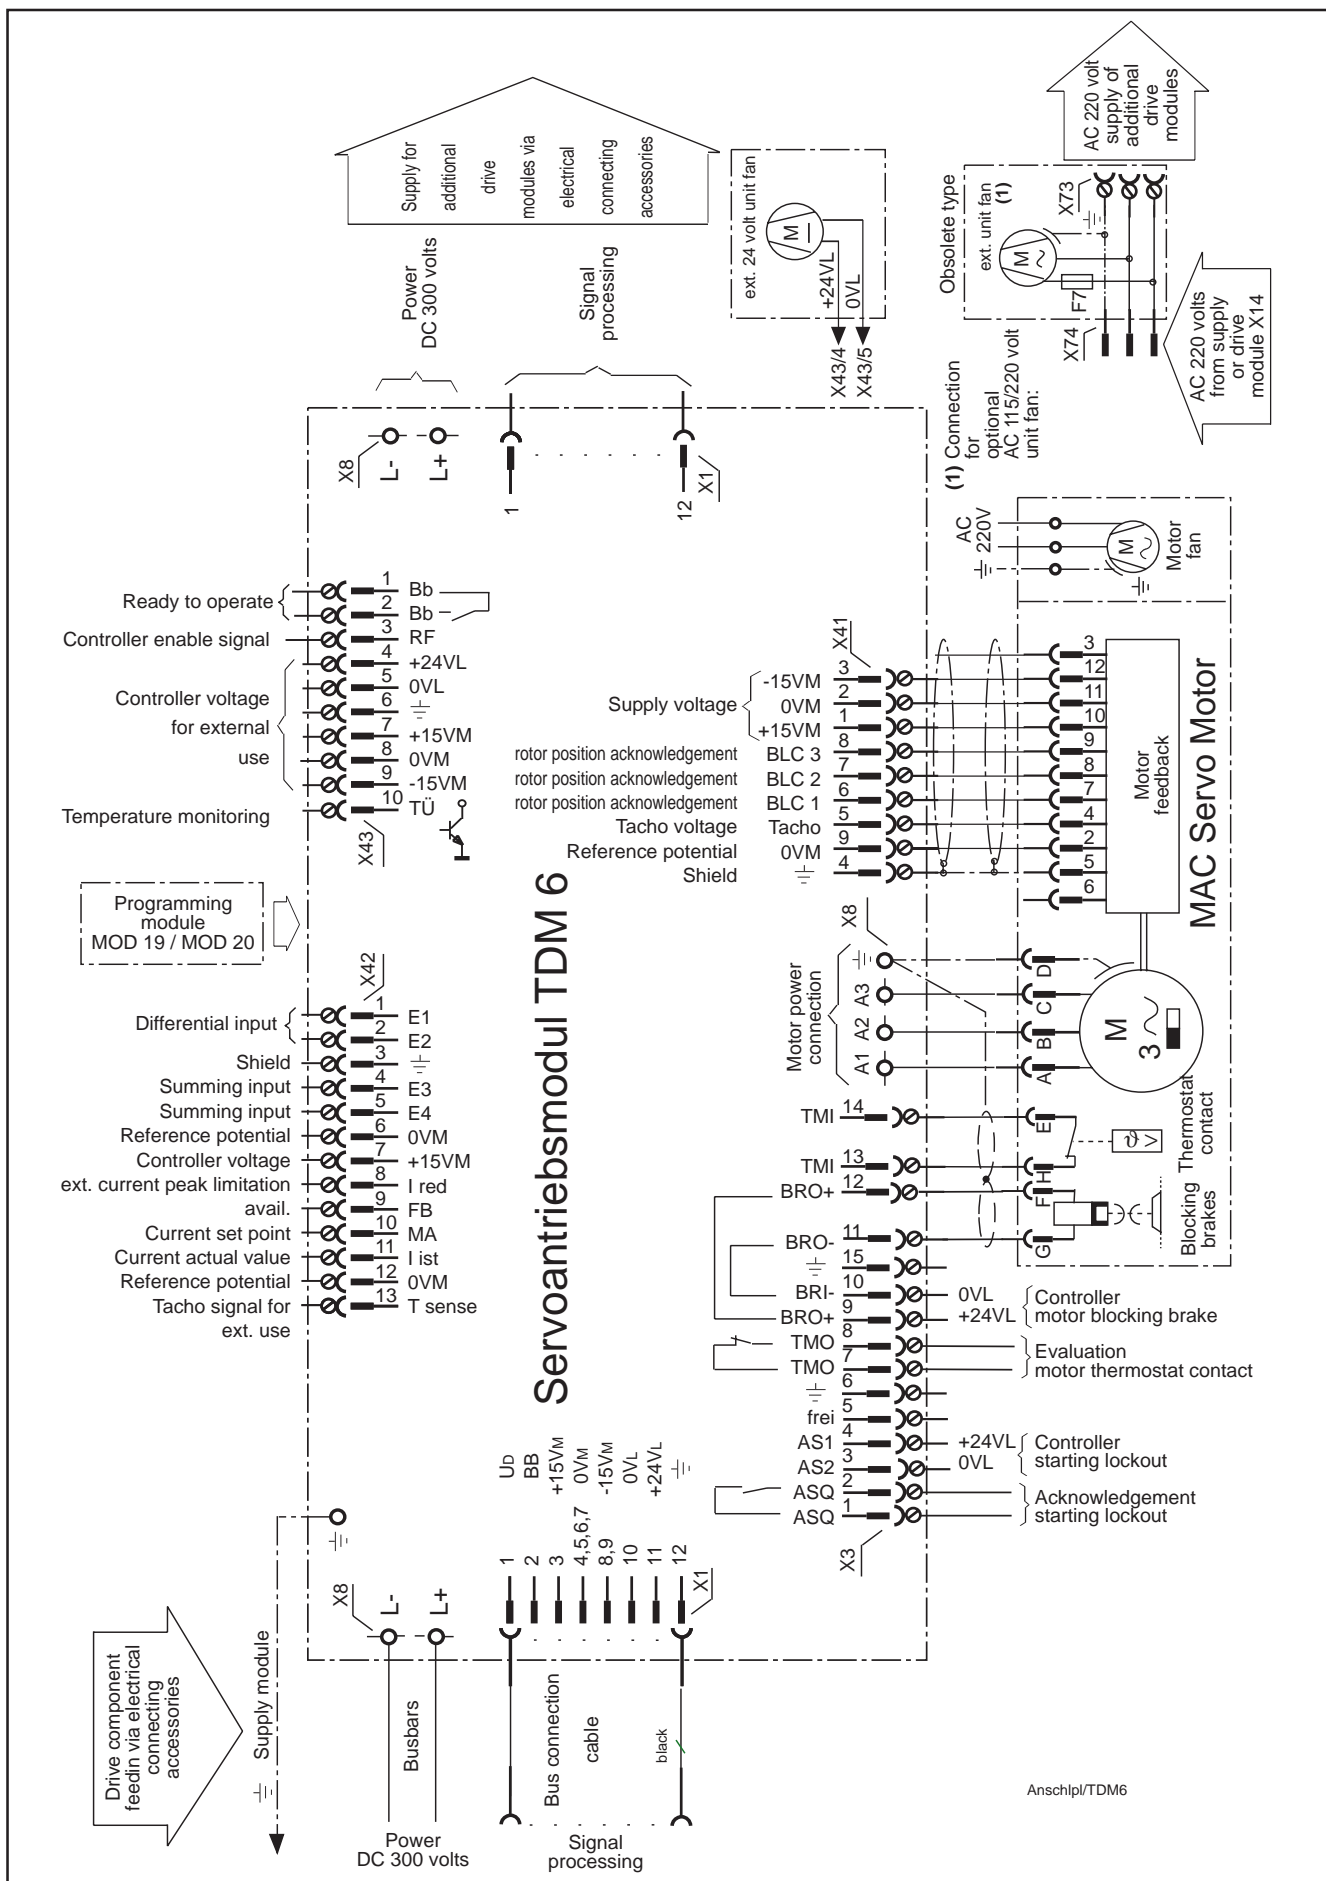 AC 220 volt
supply of
additional
drive
modules
Supply for
additional
drive
modules via
electrical
connecting
accessories
Power
DC 300 volts
Signal
processing
ext. 24 volt unit fan
M
+24VL
0VL
X43/4
X43/5
Obsolete type
ext. unit fan
(1)
M
F7
X73
X74
AC 220 volts
from supply
or drive
module X14
(1) Connection
for
optional
AC 115/220 volt
unit fan:
X8
L-
L+
1
12
X1
AC
220V
M
Motor
fan
Ready to operate
Controller enable signal
Controller voltage
for external
use
Temperature monitoring
1 Bb
2 Bb
3 RF
4 +24VL
5 0VL
6
7 +15VM
8 0VM
9 -15VM
10 TÜ
X43
Programming
module
MOD 19 / MOD 20
X42
Differential input
Shield
Summing input
Summing input
Reference potential
Controller voltage
ext. current peak limitation
avail.
Current set point
Current actual value
Reference potential
Tacho signal for
ext. use
1 E1
2 E2
3
4 E3
5 E4
6 0VM
7 +15VM
8 I red
9 FB
10 MA
11 I ist
12 0VM
13 T sense
Servoantriebsmodul TDM 6
X41
Supply voltage
-15VM 3
0VM 2
+15VM 1
rotor position acknowledgement BLC 3 8
rotor position acknowledgement BLC 2 7
rotor position acknowledgement BLC 1 6
Tacho voltage Tacho 5
Reference potential 0VM 9
Shield 4
3
12
11
10
9
8
7
4
2
5
6
Motor
feedback
MAC Servo Motor
X8
Motor power
connection
A3
A2
A1
D
C
B
A
M
3
TMI 14
TMI 13
BRO+ 12
BRO- 11
15
BRI- 10
BRO+ 9
TMO 8
TMO 7
6
frei 5
AS1 4
AS2 3
ASQ 2
ASQ 1
X3
E
H
F
G
ϑ >
Thermostat
contact
Blocking
brakes
0VL
+24VL
Controller
motor blocking brake
Evaluation
motor thermostat contact
+24VL
0VL
Controller
starting lockout
Acknowledgement
starting lockout
UD
BB
+15VM
0VM
-15VM
0VL
+24VL
1
2
3
4,5,6,7
8,9
10
11
12
X1
X8
L-
L+
Drive component
feedin via electrical
connecting
accessories
Supply module
Busbars
Bus connection
cable
black
Power
DC 300 volts
Signal
processing
Anschlpl/TDM6